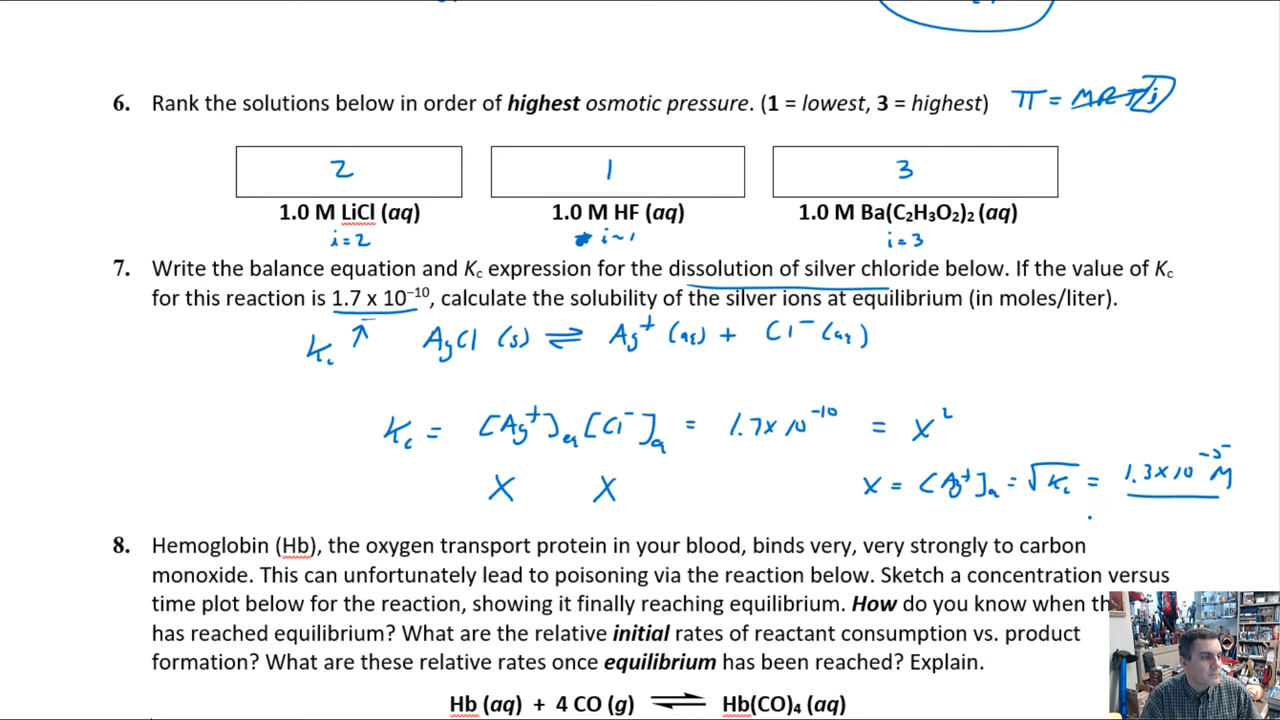 6. Rank the solutions below in order of highest osmotic pressure. (1 = lowest, 3 = highest) π = MRTi
2 1 3
1.0 M LiCl (aq) 1.0 M HF (aq) 1.0 M Ba(C₂H₃O₂)₂ (aq)
i = 2 i ~ 1 i = 3
7. Write the balance equation and Kc expression for the dissolution of silver chloride below. If the value of Kc
for this reaction is 1.7 x 10⁻¹⁰, calculate the solubility of the silver ions at equilibrium (in moles/liter).
Kc ↑ AgCl (s) ⇌ Ag⁺ (aq) + Cl⁻ (aq)
Kc = [Ag⁺]eq [Cl⁻]eq = 1.7 x 10⁻¹⁰ = x²
x x x = [Ag⁺]eq = √Kc = 1.3 x 10⁻⁵ M
8. Hemoglobin (Hb), the oxygen transport protein in your blood, binds very, very strongly to carbon
monoxide. This can unfortunately lead to poisoning via the reaction below. Sketch a concentration versus
time plot below for the reaction, showing it finally reaching equilibrium. How do you know when th
has reached equilibrium? What are the relative initial rates of reactant consumption vs. product
formation? What are these relative rates once equilibrium has been reached? Explain.
Hb (aq) + 4 CO (g) ⇌ Hb(CO)₄ (aq)